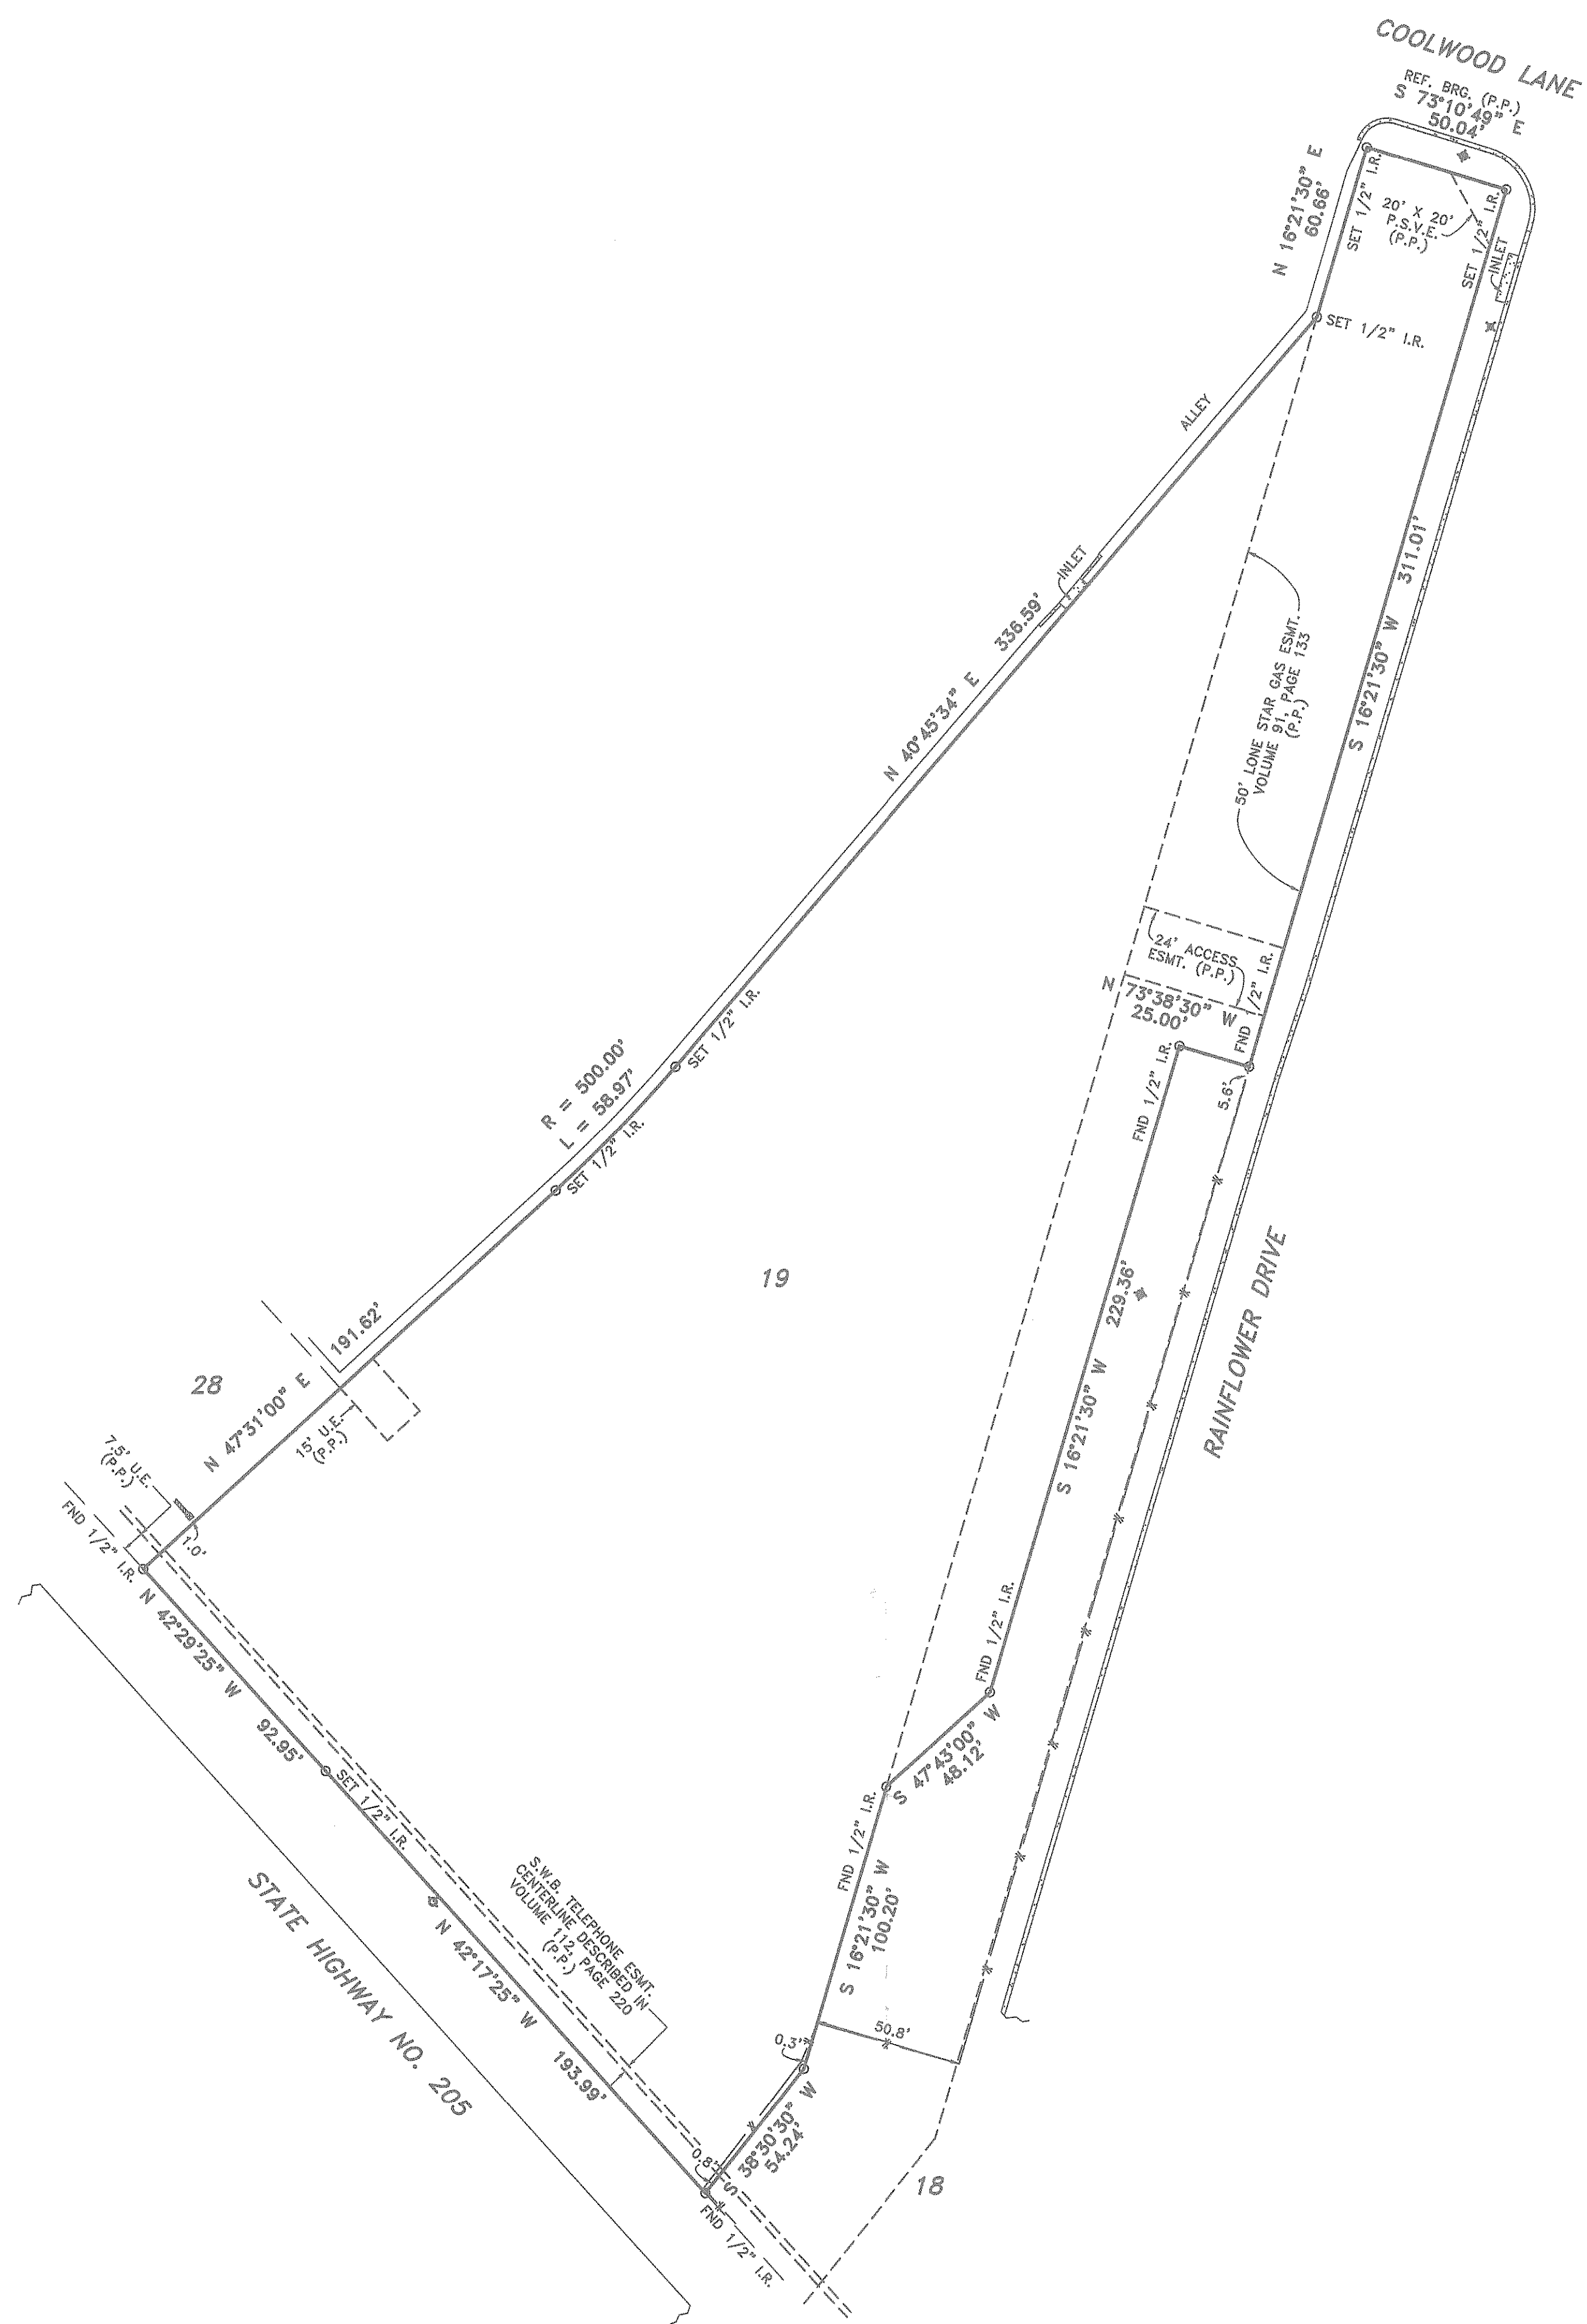 COOLWOOD LANE
REF. BRG. (P.P.)
S 73°10'49" E
50.04'
N 16°21'30" E
60.66'
SET 1/2" I.R.
20' X 20'
P.S.V.E.
(P.P.)
SET 1/2" I.R.
INLET
SET 1/2" I.R.
ALLEY
INLET
336.59'
N 40°45'34" E
S 16°21'30" W 311.01'
50' LONE STAR GAS ESMT.
VOLUME 91, PAGE 133
(P.P.)
24' ACCESS
ESMT. (P.P.)
N 73°38'30" W
25.00'
FND 1/2" I.R.
FND 1/2" I.R.
5.6'
SET 1/2" I.R.
R = 500.00'
L = 58.97'
SET 1/2" I.R.
19
S 16°21'30" W 229.36'
RAINFLOWER DRIVE
191.62'
28
N 47°31'00" E
15' U.E.
(P.P.)
7.5' U.E.
(P.P.)
1.0'
FND 1/2" I.R.
N 42°29'25" W 92.95'
SET 1/2" I.R.
FND 1/2" I.R.
S 47°43'00" W
48.12'
FND 1/2" I.R.
S 16°21'30" W
100.20'
S.W.B. TELEPHONE ESMT.
CENTERLINE DESCRIBED IN
VOLUME 112, PAGE 220
(P.P.)
STATE HIGHWAY NO. 205
N 42°17'25" W 193.99'
50.8'
0.3'
S 38°30'30" W
54.24'
0.8'
18
FND 1/2" I.R.